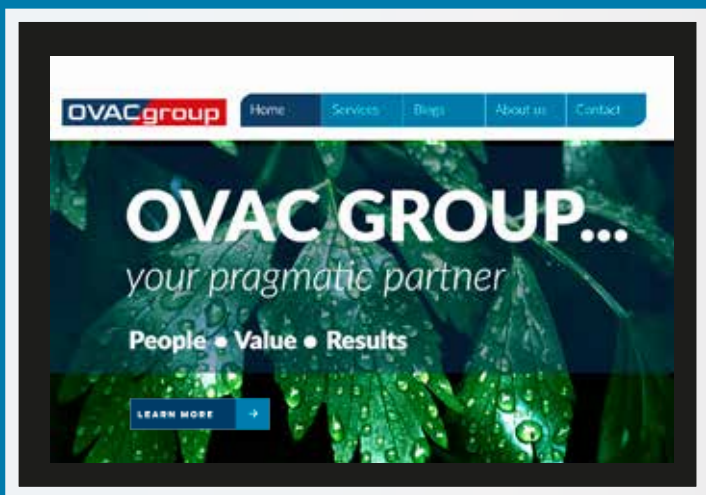 OVACgroup
Home Services Blogs About us Contact
OVAC GROUP...
your pragmatic partner
People • Value • Results
LEARN MORE →